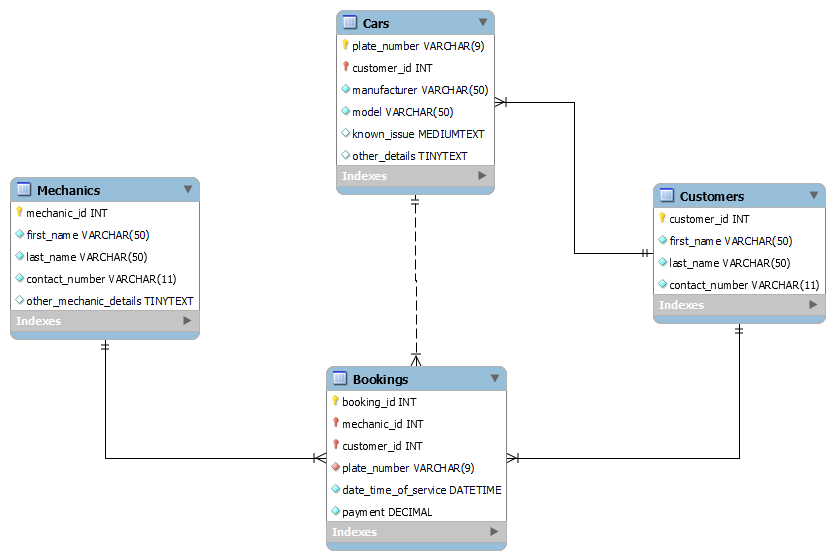 Cars
plate_number VARCHAR(9)
customer_id INT
manufacturer VARCHAR(50)
model VARCHAR(50)
known_issue MEDIUMTEXT
other_details TINYTEXT
Indexes
Mechanics
mechanic_id INT
first_name VARCHAR(50)
last_name VARCHAR(50)
contact_number VARCHAR(11)
other_mechanic_details TINYTEXT
Indexes
Customers
customer_id INT
first_name VARCHAR(50)
last_name VARCHAR(50)
contact_number VARCHAR(11)
Indexes
Bookings
booking_id INT
mechanic_id INT
customer_id INT
plate_number VARCHAR(9)
date_time_of_service DATETIME
payment DECIMAL
Indexes